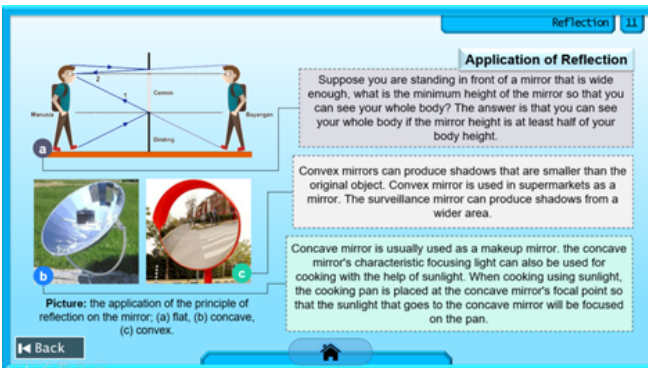 Reflection 11
Application of Reflection
Suppose you are standing in front of a mirror that is wide
enough, what is the minimum height of the mirror so that you
can see your whole body? The answer is that you can see
your whole body if the mirror height is at least half of your
body height.
2
1
Cermin
Manusia
Bayangan
Dinding
a
Convex mirrors can produce shadows that are smaller than the
original object. Convex mirror is used in supermarkets as a
mirror. The surveillance mirror can produce shadows from a
wider area.
b
c
Concave mirror is usually used as a makeup mirror. the concave
mirror's characteristic focusing light can also be used for
cooking with the help of sunlight. When cooking using sunlight,
the cooking pan is placed at the concave mirror's focal point so
that the sunlight that goes to the concave mirror will be focused
on the pan.
Picture: the application of the principle of
reflection on the mirror; (a) flat, (b) concave,
(c) convex.
Back